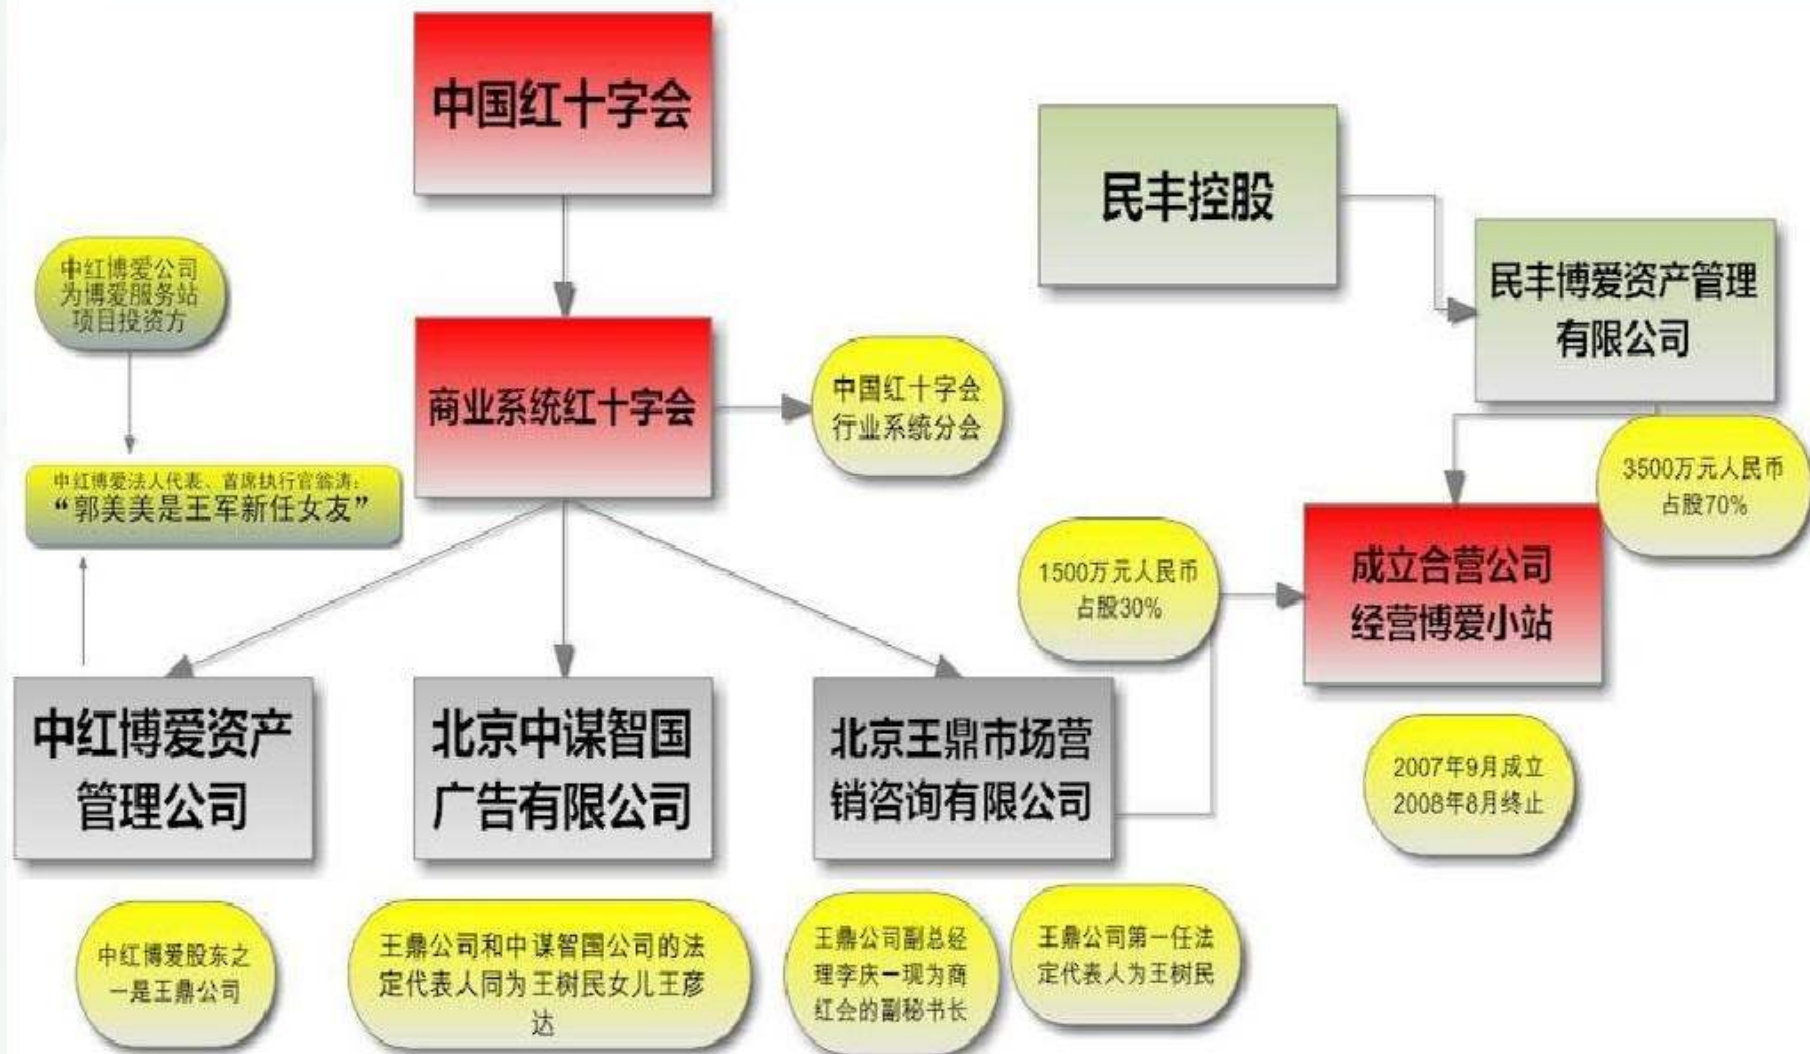 中国红十字会
民丰控股
中红博爱公司
为博爱服务站
项目投资方
民丰博爱资产管理
有限公司
商业系统红十字会
中国红十字会
行业系统分会
3500万元人民币
占股70%
中红博爱法人代表、首席执行官翁涛:
“郭美美是王军新任女友”
1500万元人民币
占股30%
成立合营公司
经营博爱小站
中红博爱资产
管理公司
北京中谋智国
广告有限公司
北京王鼎市场营
销咨询有限公司
2007年9月成立
2008年8月终止
中红博爱股东之
一是王鼎公司
王鼎公司和中谋智国公司的法
定代表人同为王树民女儿王彦
达
王鼎公司副总经
理李庆一现为商
红会的副秘书长
王鼎公司第一任法
定代表人为王树民